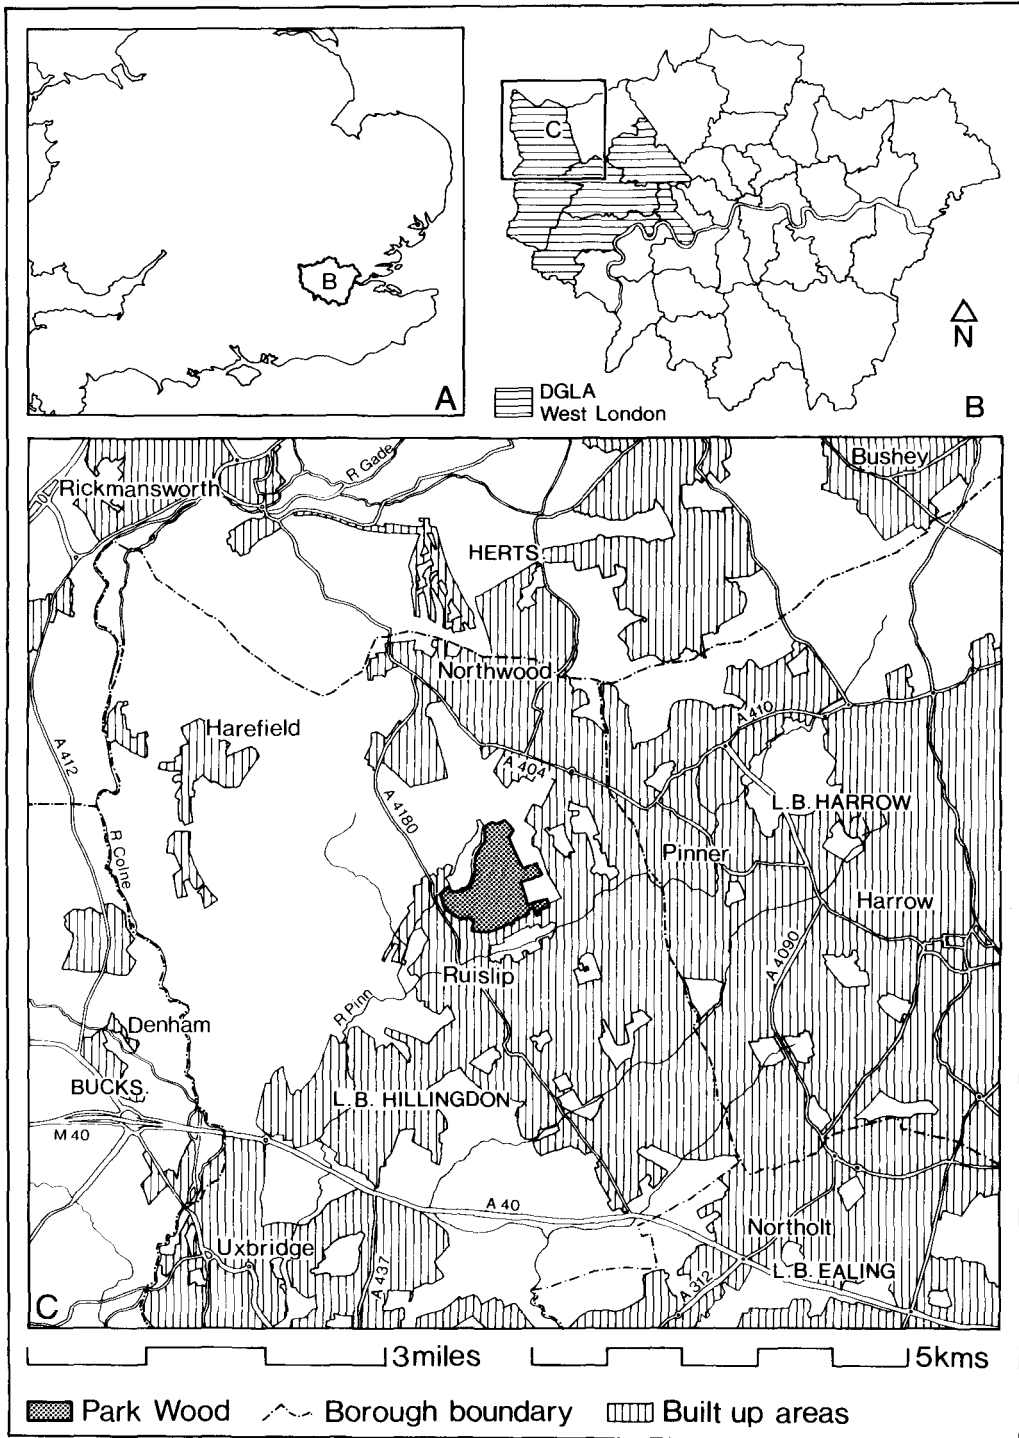 B
A
C
N
DGLA
West London
B
Rickmansworth
R Gade
Bushey
HERTS.
Northwood
Harefield
A 412
A 410
A 404
A 4180
L.B. HARROW
R Colne
Pinner
Harrow
A 4090
Ruislip
R Pinn
Denham
BUCKS.
L.B. HILLINGDON
M 40
A 40
Uxbridge
A 437
Northolt
L.B. EALING
A 312
C
3miles
5kms
Park Wood
Borough boundary
Built up areas